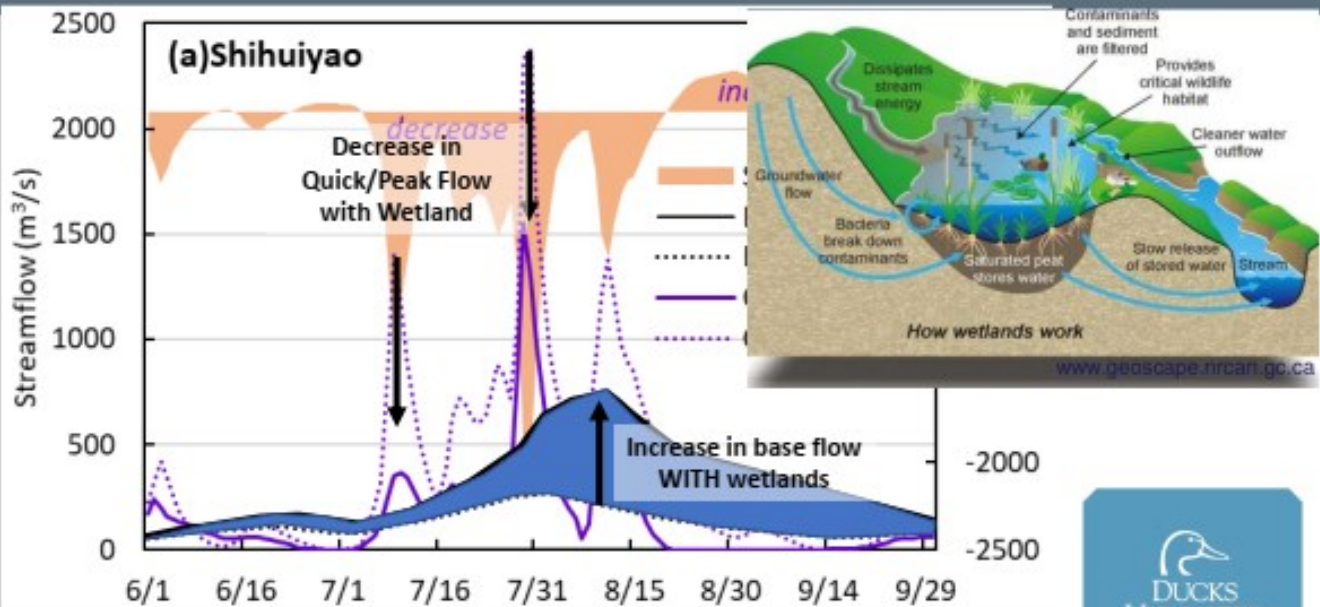 2500
2000
1500
1000
500
0
Streamflow (m³/s)
(a)Shihuiyao
decrease
Decrease in
Quick/Peak Flow
with Wetland
Increase in base flow
WITH wetlands
-2000
-2500
6/1
6/16
7/1
7/16
7/31
8/15
8/30
9/14
9/29
Contaminants
and sediment
are filtered
Dissipates
stream
energy
Provides
critical wildlife
habitat
Cleaner water
outflow
Groundwater
flow
Bacteria
break down
contaminants
Saturated peat
stores water
Slow release
of stored water
Stream
How wetlands work
www.geoscape.nrcan.gc.ca
DUCKS